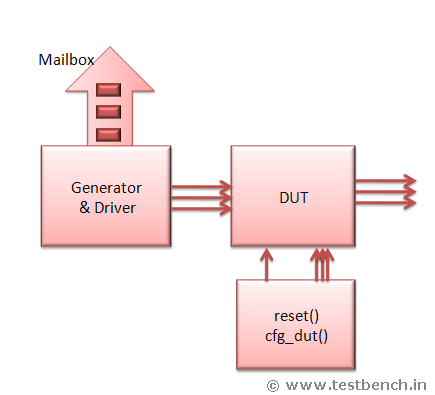 Mailbox
Generator
& Driver
DUT
reset()
cfg_dut()
© www.testbench.in